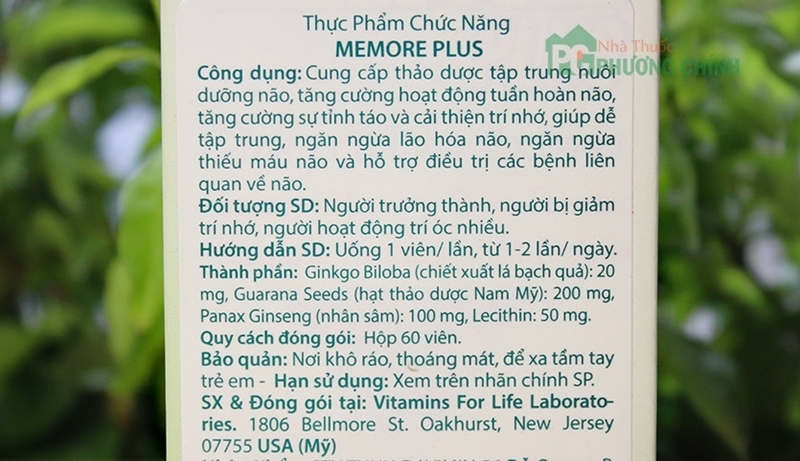 Thực Phẩm Chức Năng
MEMORE PLUS
Nhà Thuốc
PHƯƠNG CHÍNH
Công dụng: Cung cấp thảo dược tập trung nuôi
dưỡng não, tăng cường hoạt động tuần hoàn não,
tăng cường sự tỉnh táo và cải thiện trí nhớ, giúp dễ
tập trung, ngăn ngừa lão hóa não, ngăn ngừa
thiếu máu não và hỗ trợ điều trị các bệnh liên
quan về não.
Đối tượng SD: Người trưởng thành, người bị giảm
trí nhớ, người hoạt động trí óc nhiều.
Hướng dẫn SD: Uống 1 viên/ lần, từ 1-2 lần/ ngày.
Thành phần: Ginkgo Biloba (chiết xuất lá bạch quả): 20
mg, Guarana Seeds (hạt thảo dược Nam Mỹ): 200 mg,
Panax Ginseng (nhân sâm): 100 mg, Lecithin: 50 mg.
Quy cách đóng gói: Hộp 60 viên.
Bảo quản: Nơi khô ráo, thoáng mát, để xa tầm tay
trẻ em - Hạn sử dụng: Xem trên nhãn chính SP.
SX & Đóng gói tại: Vitamins For Life Laborato-
ries. 1806 Bellmore St. Oakhurst, New Jersey
07755 USA (Mỹ)